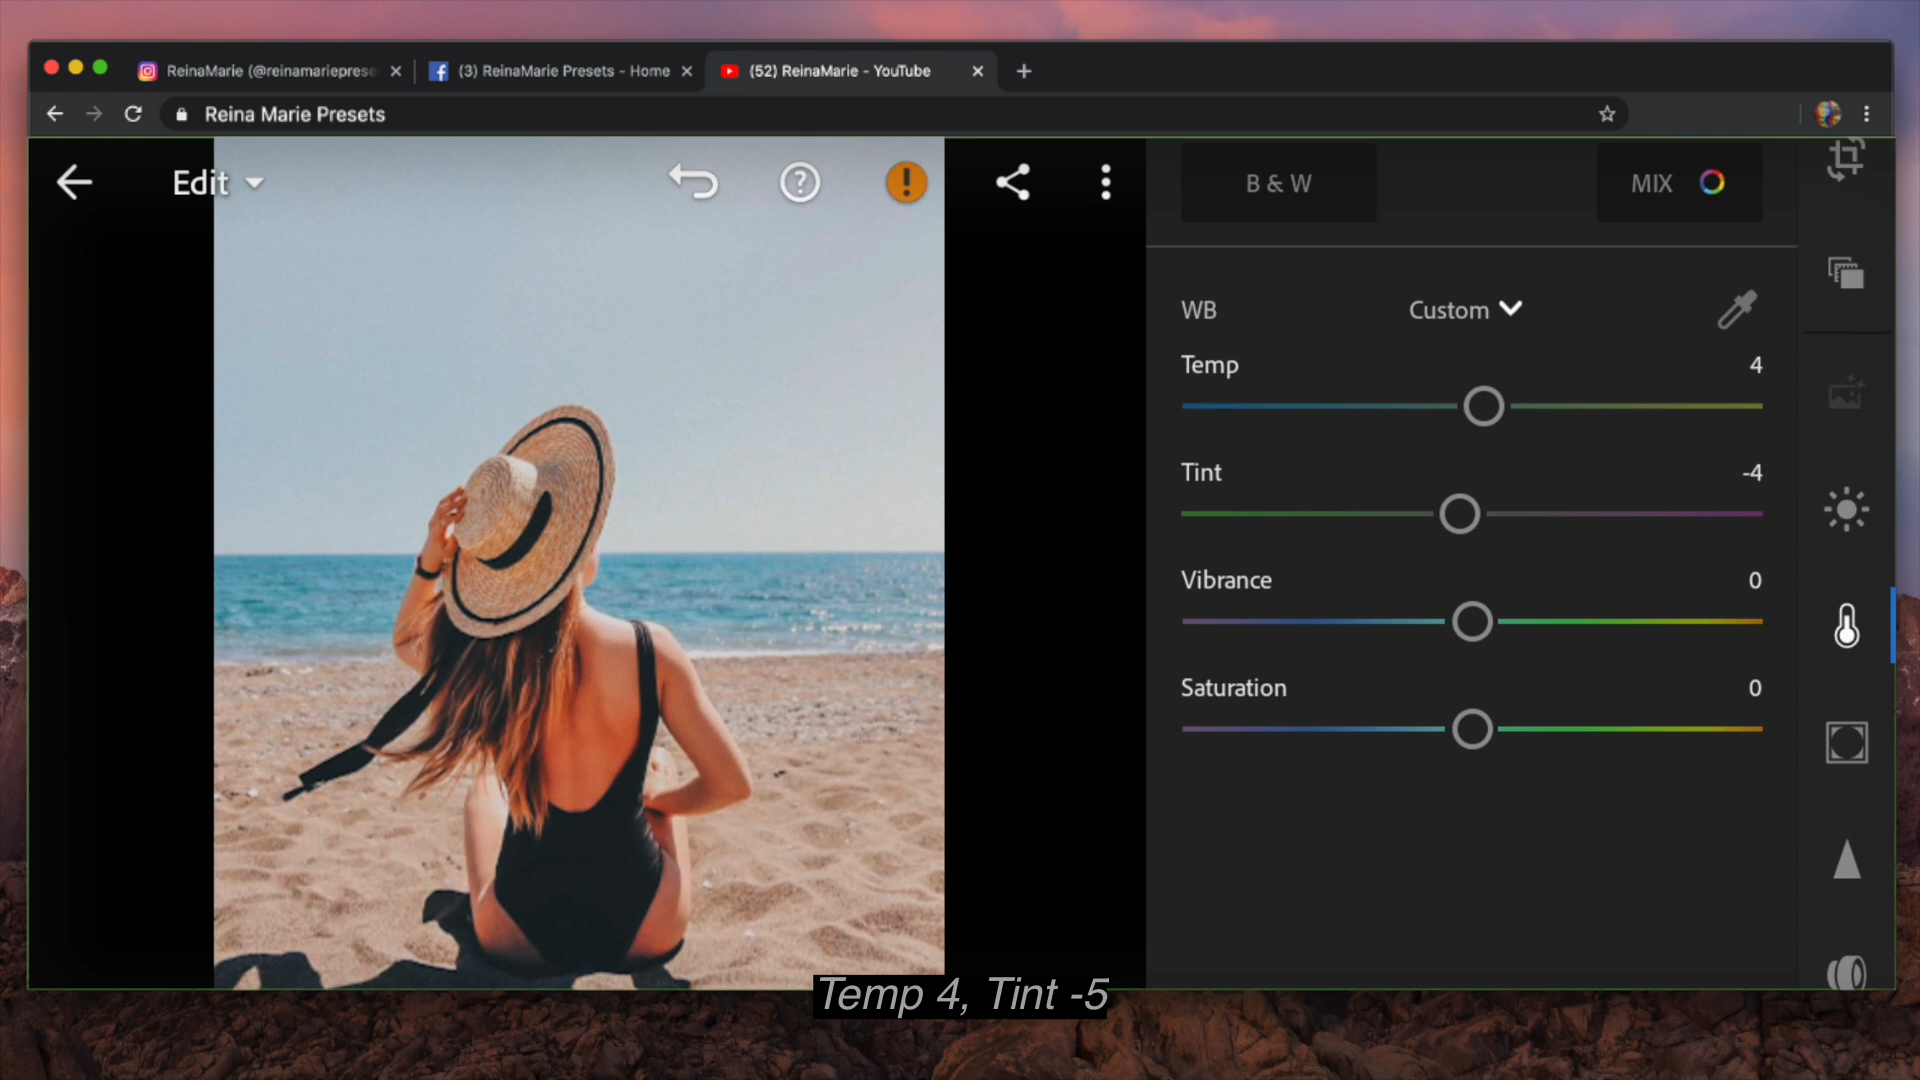 ReinaMarie (@reinamarieprese
(3) ReinaMarie Presets - Home
(52) ReinaMarie - YouTube
Reina Marie Presets
Edit
B & W
MIX
WB
Custom
Temp
4
Tint
-4
Vibrance
0
Saturation
0
Temp 4, Tint -5